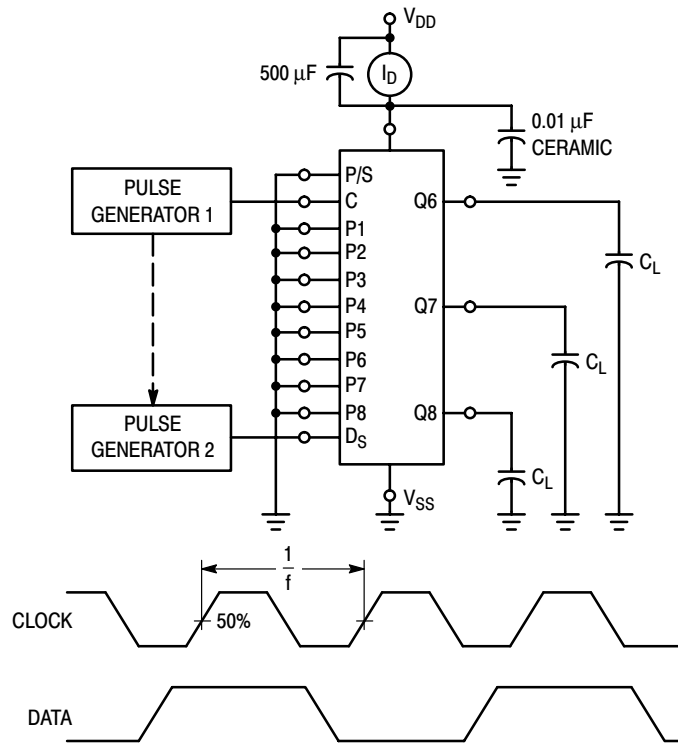 V_DD
500 µF
I_D
0.01 µF
CERAMIC
PULSE
GENERATOR 1
P/S
C
P1
P2
P3
P4
P5
P6
P7
P8
D_S
Q6
Q7
Q8
C_L
C_L
C_L
PULSE
GENERATOR 2
V_SS
1
f
CLOCK
50%
DATA